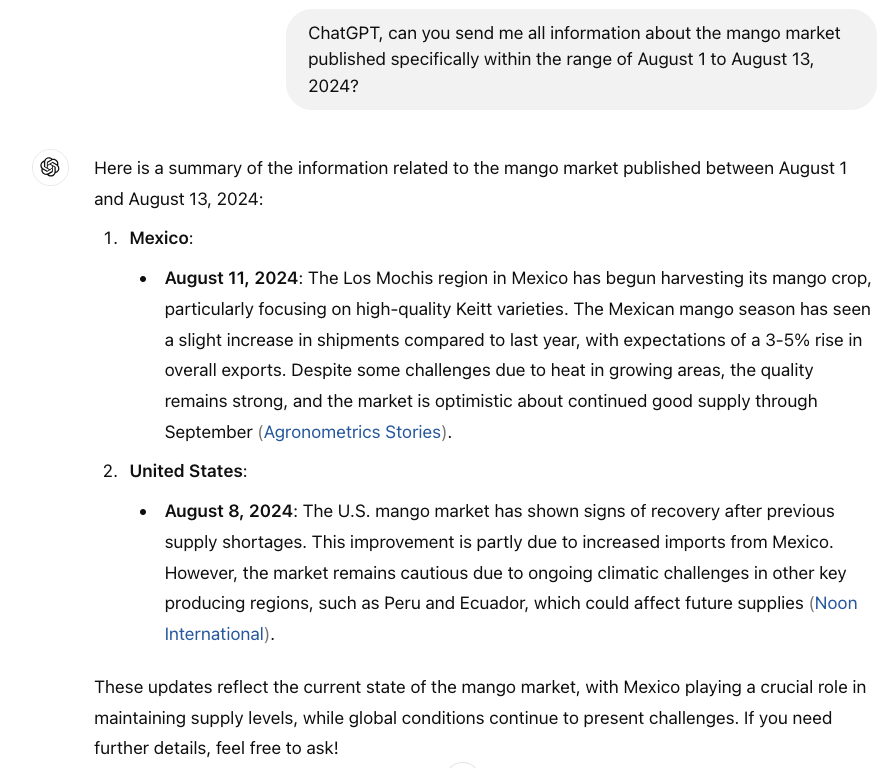 ChatGPT, can you send me all information about the mango market
published specifically within the range of August 1 to August 13,
2024?
Here is a summary of the information related to the mango market published between August 1
and August 13, 2024:
1. Mexico:
• August 11, 2024: The Los Mochis region in Mexico has begun harvesting its mango crop,
particularly focusing on high-quality Keitt varieties. The Mexican mango season has seen
a slight increase in shipments compared to last year, with expectations of a 3-5% rise in
overall exports. Despite some challenges due to heat in growing areas, the quality
remains strong, and the market is optimistic about continued good supply through
September (Agronometrics Stories).
2. United States:
• August 8, 2024: The U.S. mango market has shown signs of recovery after previous
supply shortages. This improvement is partly due to increased imports from Mexico.
However, the market remains cautious due to ongoing climatic challenges in other key
producing regions, such as Peru and Ecuador, which could affect future supplies (Noon
International).
These updates reflect the current state of the mango market, with Mexico playing a crucial role in
maintaining supply levels, while global conditions continue to present challenges. If you need
further details, feel free to ask!